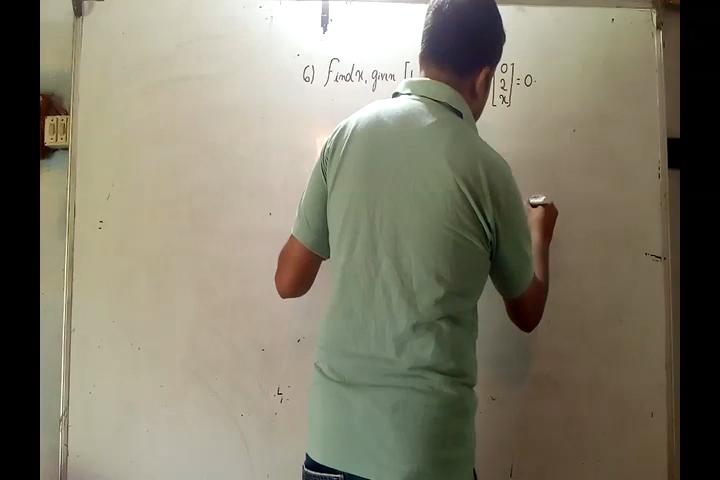 6) Find x, given [1 [0 2 x] = 0.